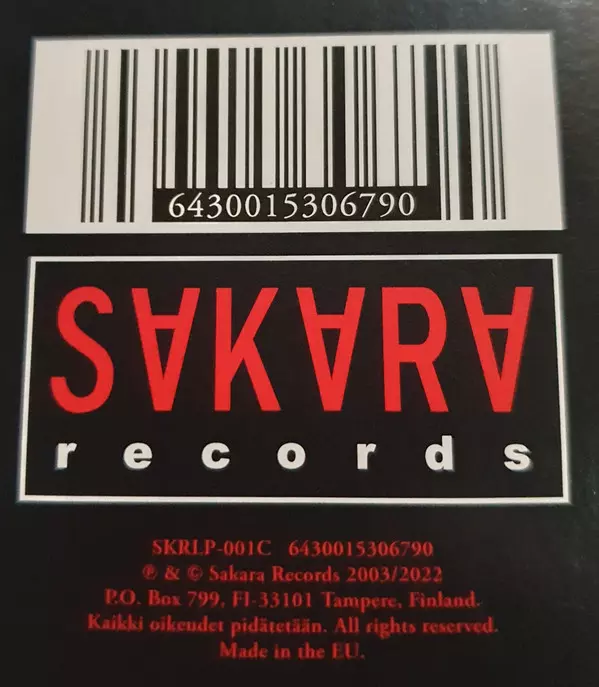 6430015306790
SAKARA
records
SKRLP-001C 6430015306790
℗ & © Sakara Records 2003/2022
P.O. Box 799, FI-33101 Tampere, Finland.
Kaikki oikeudet pidätetään. All rights reserved.
Made in the EU.